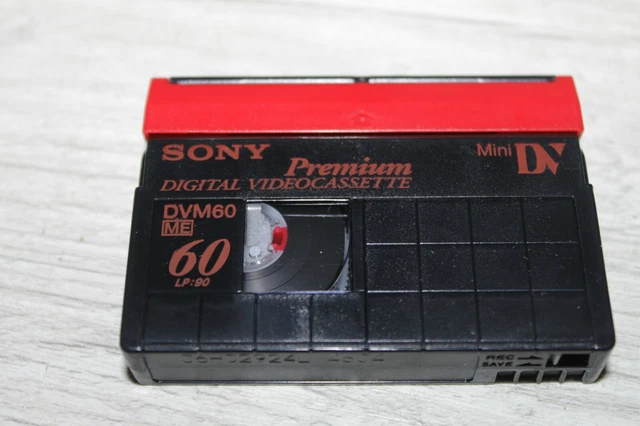 SONY
Premium
Mini DV
DIGITAL VIDEOCASSETTE
DVM60
ME
60
LP:90
REC
SAVE